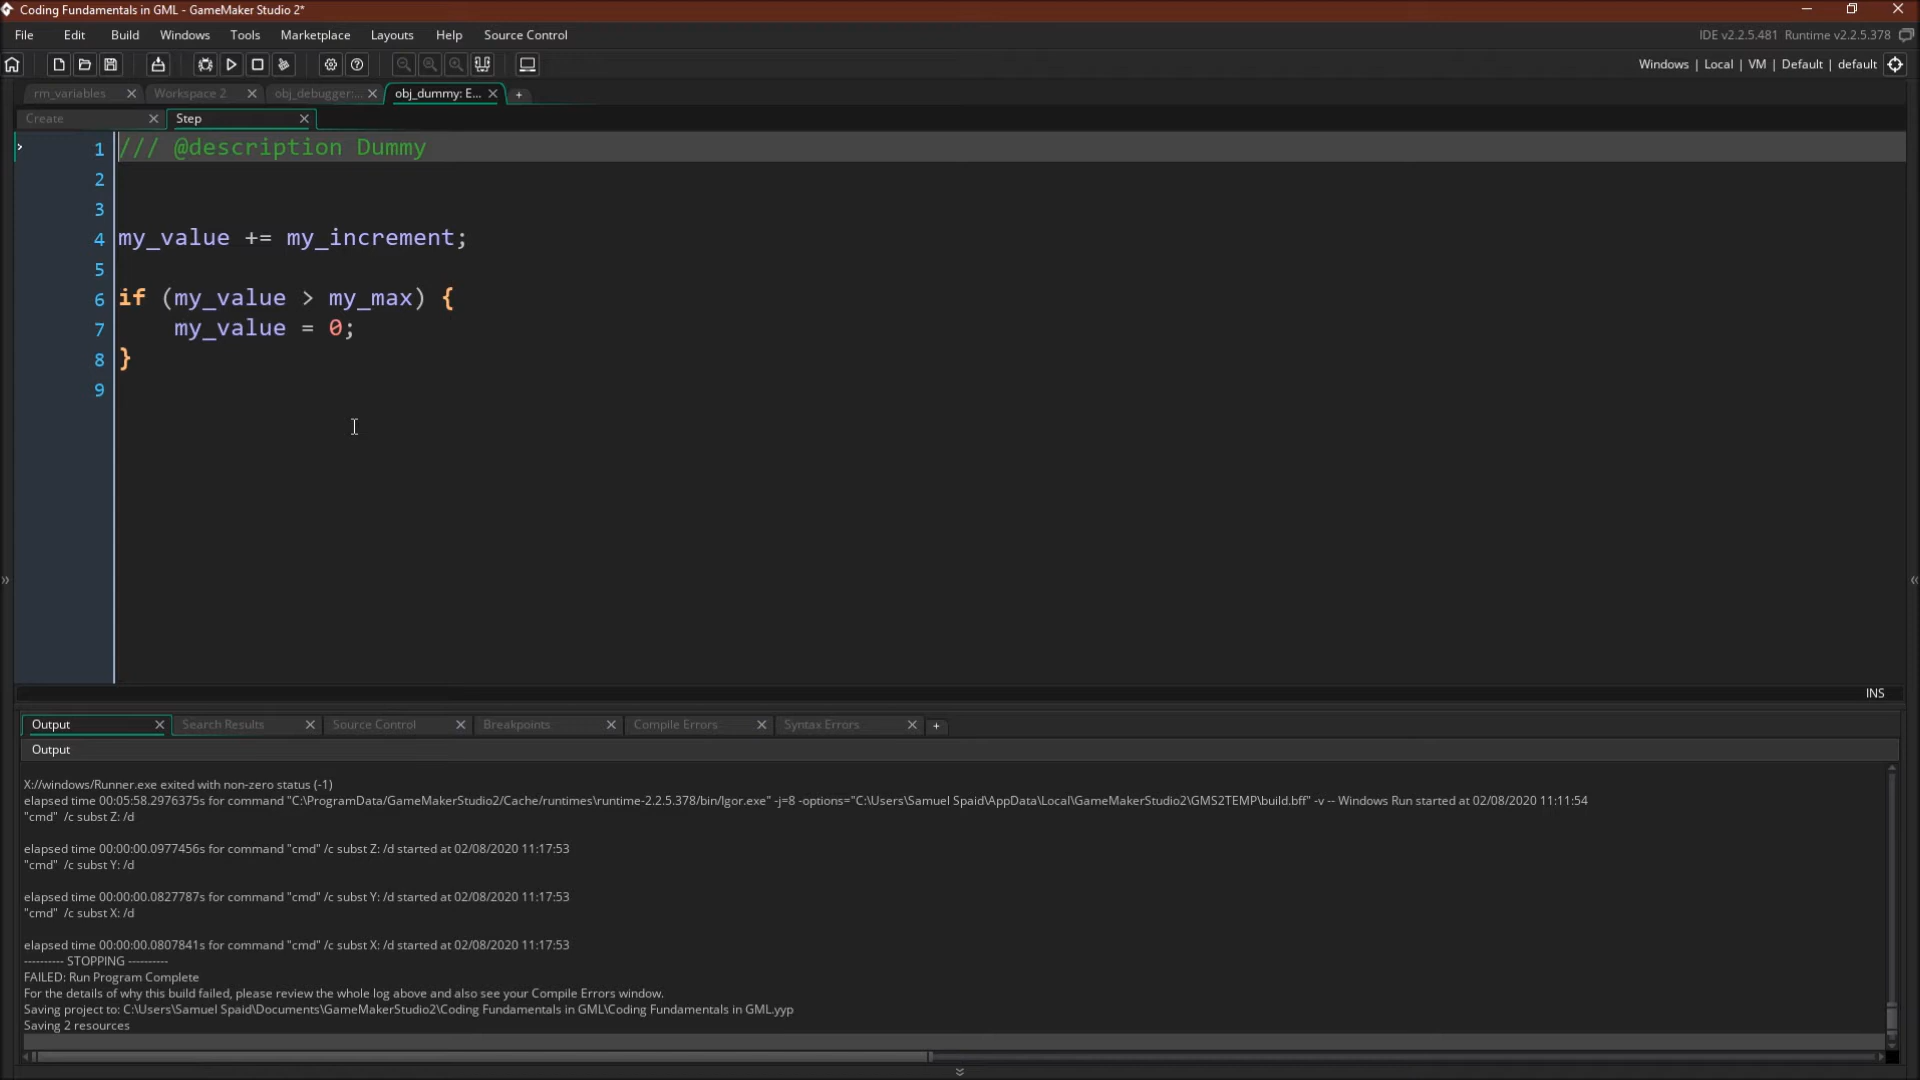 Coding Fundamentals in GML - GameMaker Studio 2*
File Edit Build Windows Tools Marketplace Layouts Help Source Control
IDE v2.2.5.481 Runtime v2.2.5.378
Windows | Local | VM | Default | default
rm_variables Workspace 2 obj_debugger:... obj_dummy: E... +
Create Step
1 /// @description Dummy
2
3
4 my_value += my_increment;
5
6 if (my_value > my_max) {
7 my_value = 0;
8 }
9
INS
Output Search Results Source Control Breakpoints Compile Errors Syntax Errors +
Output
X://windows/Runner.exe exited with non-zero status (-1)
elapsed time 00:05:58.2976375s for command "C:\ProgramData/GameMakerStudio2/Cache/runtimes\runtime-2.2.5.378/bin/Igor.exe" -j=8 -options="C:\Users\Samuel Spaid\AppData\Local\GameMakerStudio2\GMS2TEMP\build.bff" -v -- Windows Run started at 02/08/2020 11:11:54
"cmd" /c subst Z: /d
elapsed time 00:00:00.0977456s for command "cmd" /c subst Z: /d started at 02/08/2020 11:17:53
"cmd" /c subst Y: /d
elapsed time 00:00:00.0827787s for command "cmd" /c subst Y: /d started at 02/08/2020 11:17:53
"cmd" /c subst X: /d
elapsed time 00:00:00.0807841s for command "cmd" /c subst X: /d started at 02/08/2020 11:17:53
---------- STOPPING ----------
FAILED: Run Program Complete
For the details of why this build failed, please review the whole log above and also see your Compile Errors window.
Saving project to: C:\Users\Samuel Spaid\Documents\GameMakerStudio2\Coding Fundamentals in GML\Coding Fundamentals in GML.yyp
Saving 2 resources